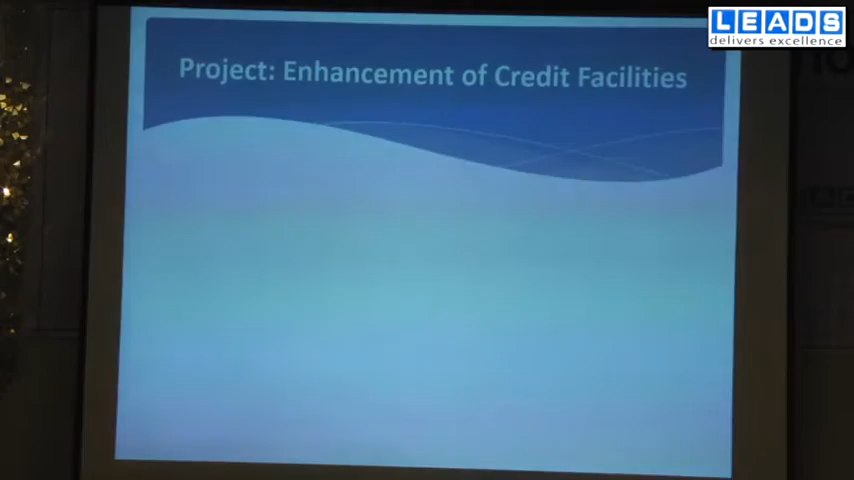 LEADS
delivers excellence
Project: Enhancement of Credit Facilities